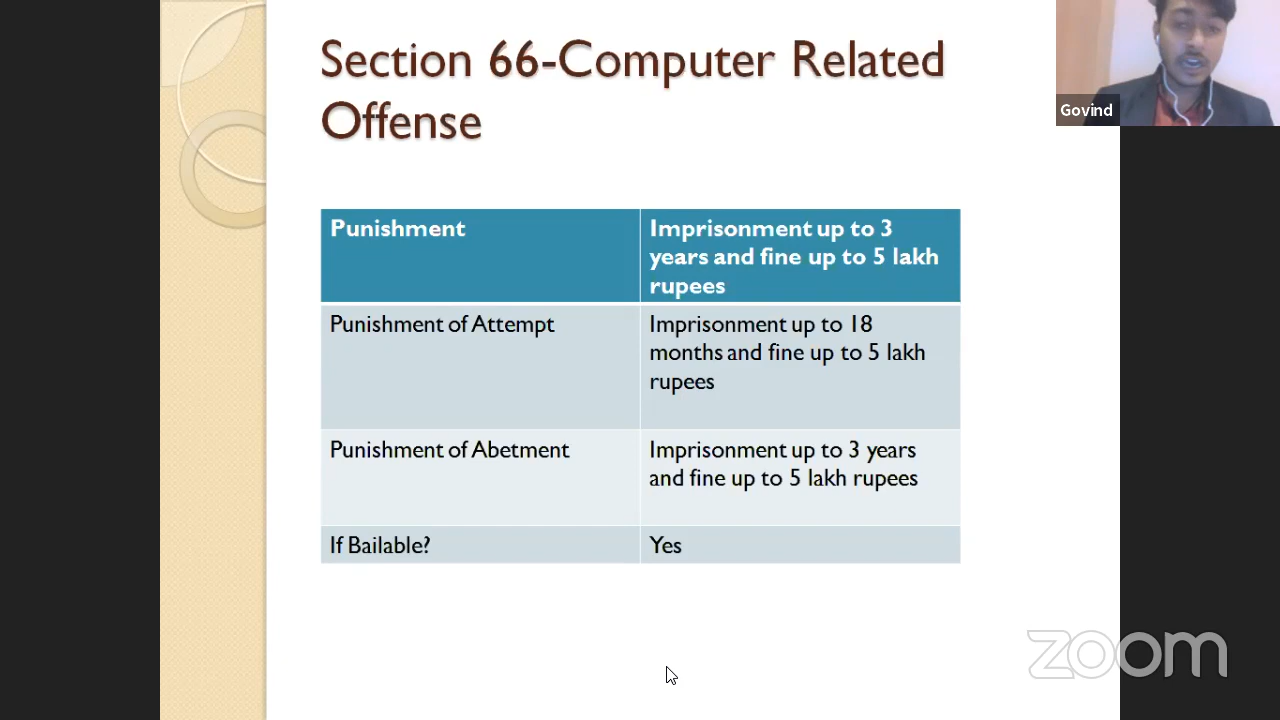 Section 66-Computer Related
Offense
Govind
Punishment
Imprisonment up to 3
years and fine up to 5 lakh
rupees
Punishment of Attempt
Imprisonment up to 18
months and fine up to 5 lakh
rupees
Punishment of Abetment
Imprisonment up to 3 years
and fine up to 5 lakh rupees
If Bailable?
Yes
zoom